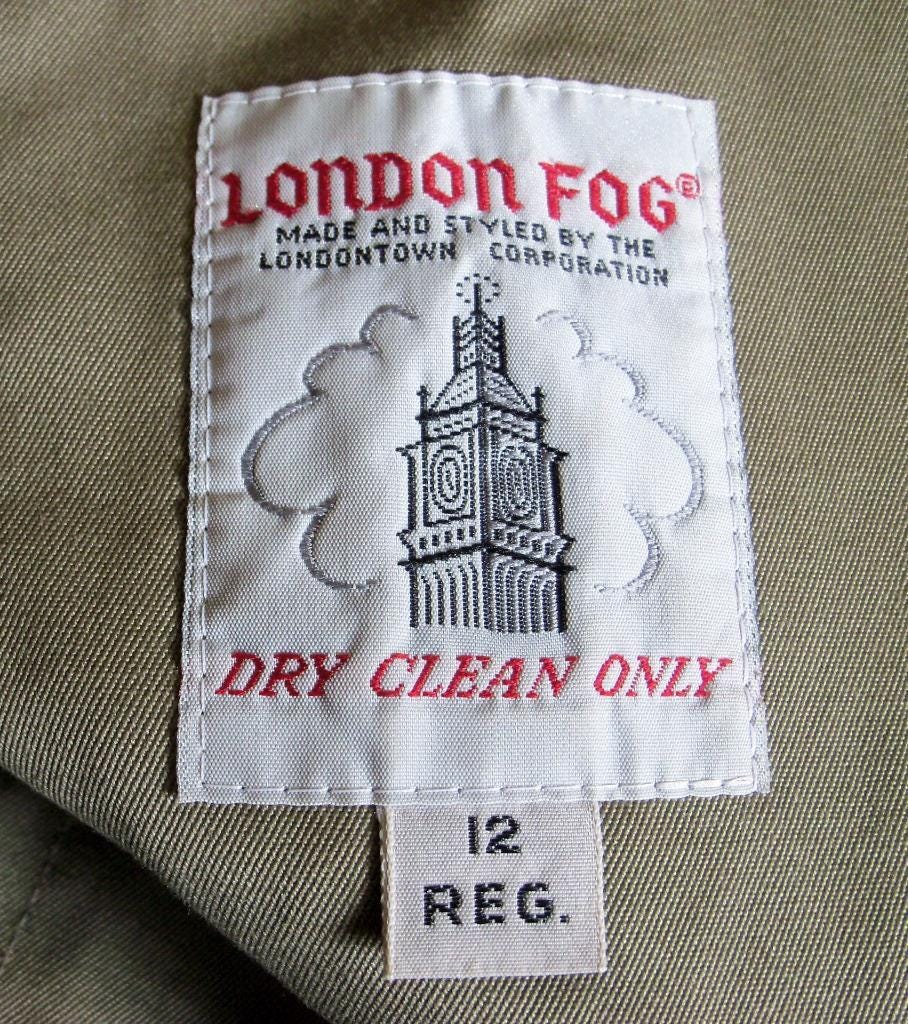 LONDON FOG®
MADE AND STYLED BY THE
LONDONTOWN CORPORATION
DRY CLEAN ONLY
12
REG.